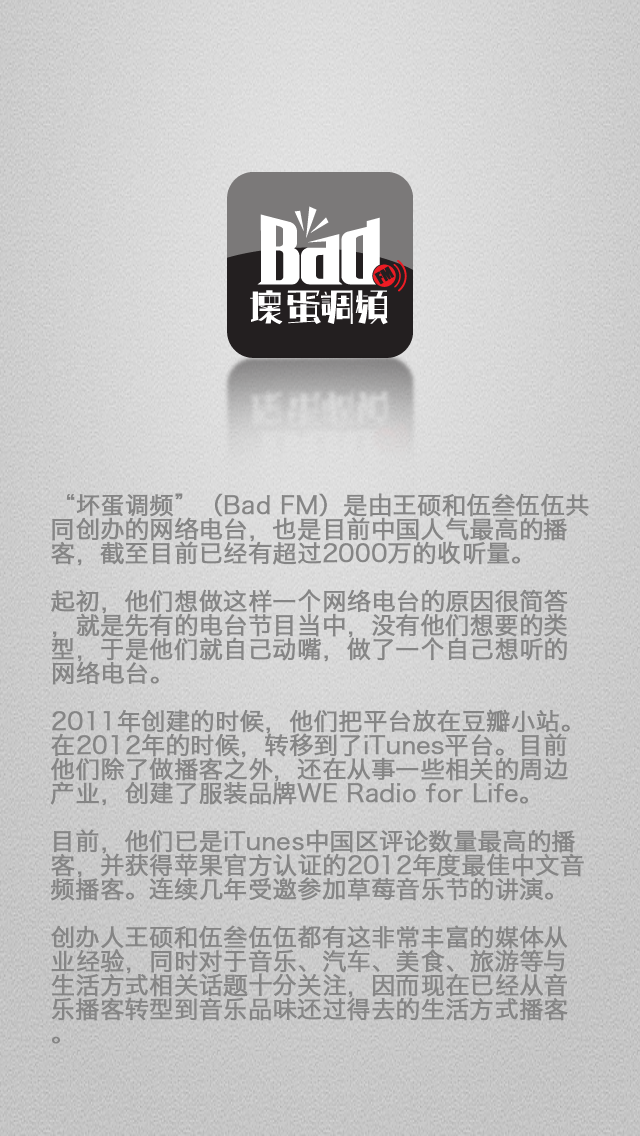 Bad
FM
壞蛋調頻
“坏蛋调频”（Bad FM）是由王硕和伍叁伍伍共
同创办的网络电台，也是目前中国人气最高的播
客，截至目前已经有超过2000万的收听量。
起初，他们想做这样一个网络电台的原因很简答
，就是先有的电台节目当中，没有他们想要的类
型，于是他们就自己动嘴，做了一个自己想听的
网络电台。
2011年创建的时候，他们把平台放在豆瓣小站。
在2012年的时候，转移到了iTunes平台。目前
他们除了做播客之外，还在从事一些相关的周边
产业，创建了服装品牌WE Radio for Life。
目前，他们已是iTunes中国区评论数量最高的播
客，并获得苹果官方认证的2012年度最佳中文音
频播客。连续几年受邀参加草莓音乐节的讲演。
创办人王硕和伍叁伍伍都有这非常丰富的媒体从
业经验，同时对于音乐、汽车、美食、旅游等与
生活方式相关话题十分关注，因而现在已经从音
乐播客转型到音乐品味还过得去的生活方式播客
。